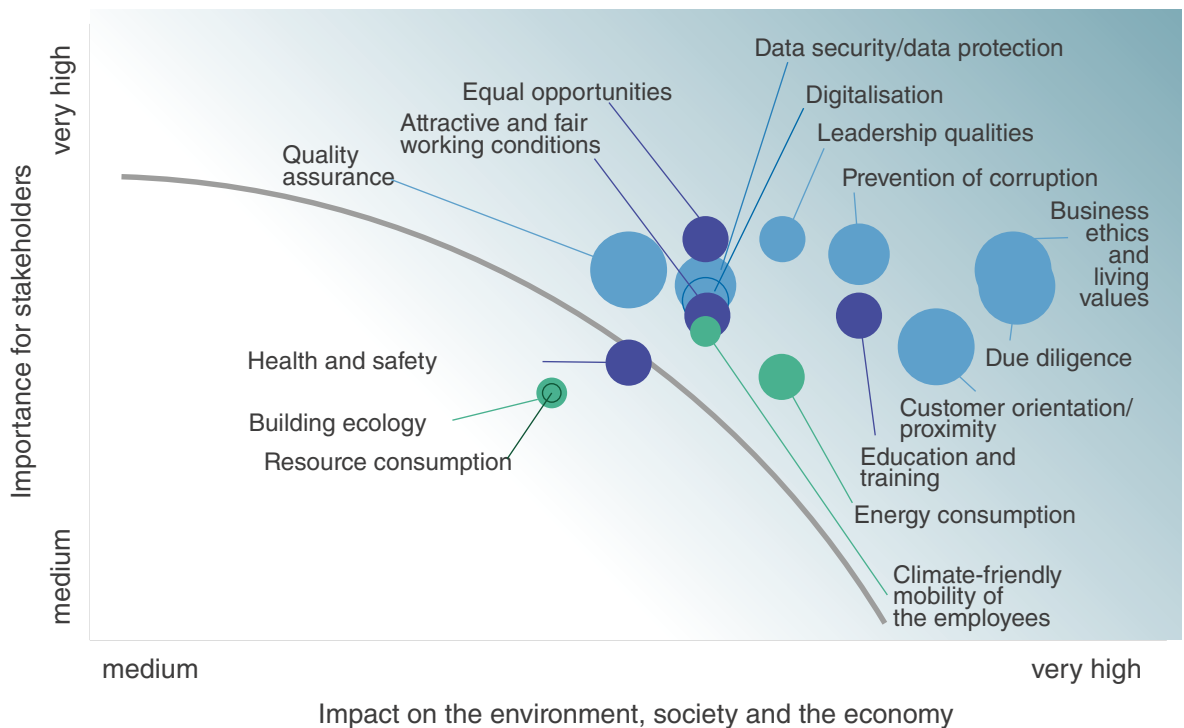 Data security/data protection
Equal opportunities
Digitalisation
Attractive and fair
working conditions
Leadership qualities
Quality
assurance
Prevention of corruption
Business
ethics
and
living
values
Health and safety
Due diligence
Building ecology
Customer orientation/
proximity
Resource consumption
Education and
training
Energy consumption
Climate-friendly
mobility of
the employees
very high
Importance for stakeholders
medium
medium
very high
Impact on the environment, society and the economy